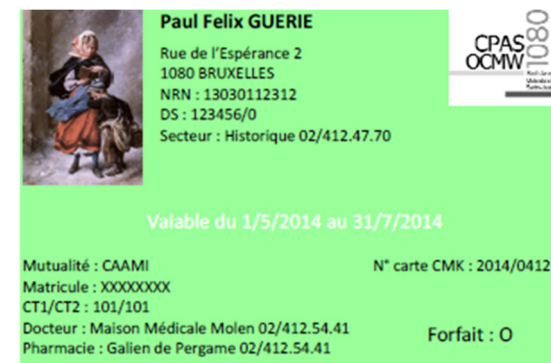 Paul Felix GUERIE
Rue de l'Espérance 2
1080 BRUXELLES
NRN : 13030112312
DS : 123456/0
Secteur : Historique 02/412.47.70
CPAS
OCMW
1080
Valable du 1/5/2014 au 31/7/2014
Mutualité : CAAMI
Matricule : XXXXXXXX
CT1/CT2 : 101/101
Docteur : Maison Médicale Molen 02/412.54.41
Pharmacie : Galien de Pergame 02/412.54.41
N° carte CMK : 2014/0412
Forfait : O